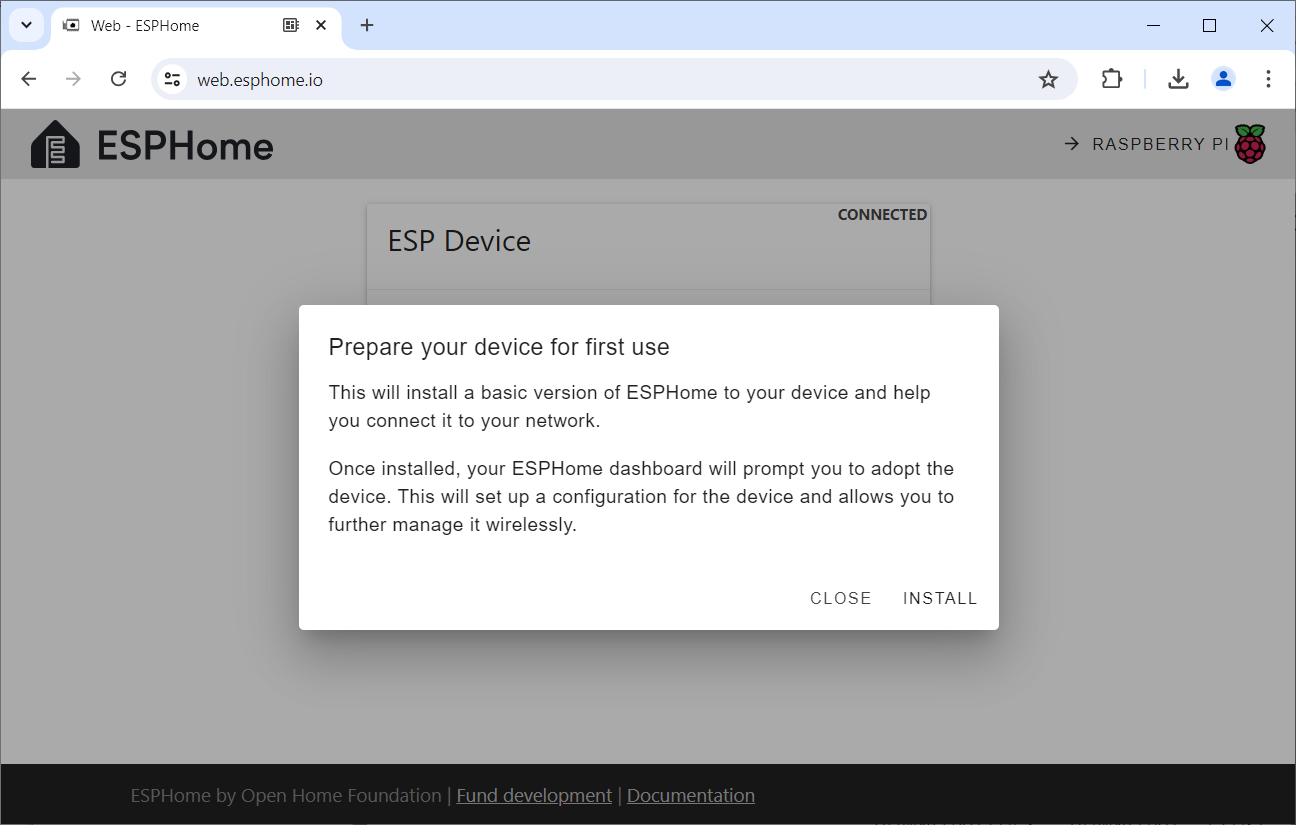 Web - ESPHome
web.esphome.io
ESPHome
RASPBERRY PI
CONNECTED
ESP Device
Prepare your device for first use
This will install a basic version of ESPHome to your device and help
you connect it to your network.
Once installed, your ESPHome dashboard will prompt you to adopt the
device. This will set up a configuration for the device and allows you to
further manage it wirelessly.
CLOSE INSTALL
ESPHome by Open Home Foundation | Fund development | Documentation